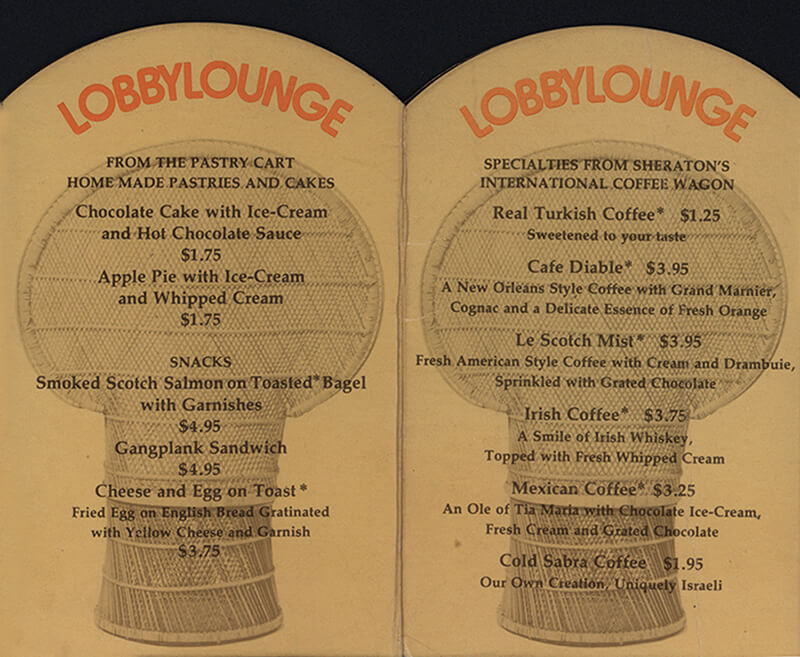 LOBBYLOUNGE
FROM THE PASTRY CART
HOME MADE PASTRIES AND CAKES
Chocolate Cake with Ice-Cream
and Hot Chocolate Sauce
$1.75
Apple Pie with Ice-Cream
and Whipped Cream
$1.75
SNACKS
Smoked Scotch Salmon on Toasted* Bagel
with Garnishes
$4.95
Gangplank Sandwich
$4.95
Cheese and Egg on Toast *
Fried Egg on English Bread Gratinated
with Yellow Cheese and Garnish
$3.75
LOBBYLOUNGE
SPECIALTIES FROM SHERATON'S
INTERNATIONAL COFFEE WAGON
Real Turkish Coffee* $1.25
Sweetened to your taste
Cafe Diable* $3.95
A New Orleans Style Coffee with Grand Marnier,
Cognac and a Delicate Essence of Fresh Orange
Le Scotch Mist* $3.95
Fresh American Style Coffee with Cream and Drambuie,
Sprinkled with Grated Chocolate
Irish Coffee* $3.75
A Smile of Irish Whiskey,
Topped with Fresh Whipped Cream
Mexican Coffee* $3.25
An Ole of Tia Maria with Chocolate Ice-Cream,
Fresh Cream and Grated Chocolate
Cold Sabra Coffee $1.95
Our Own Creation, Uniquely Israeli